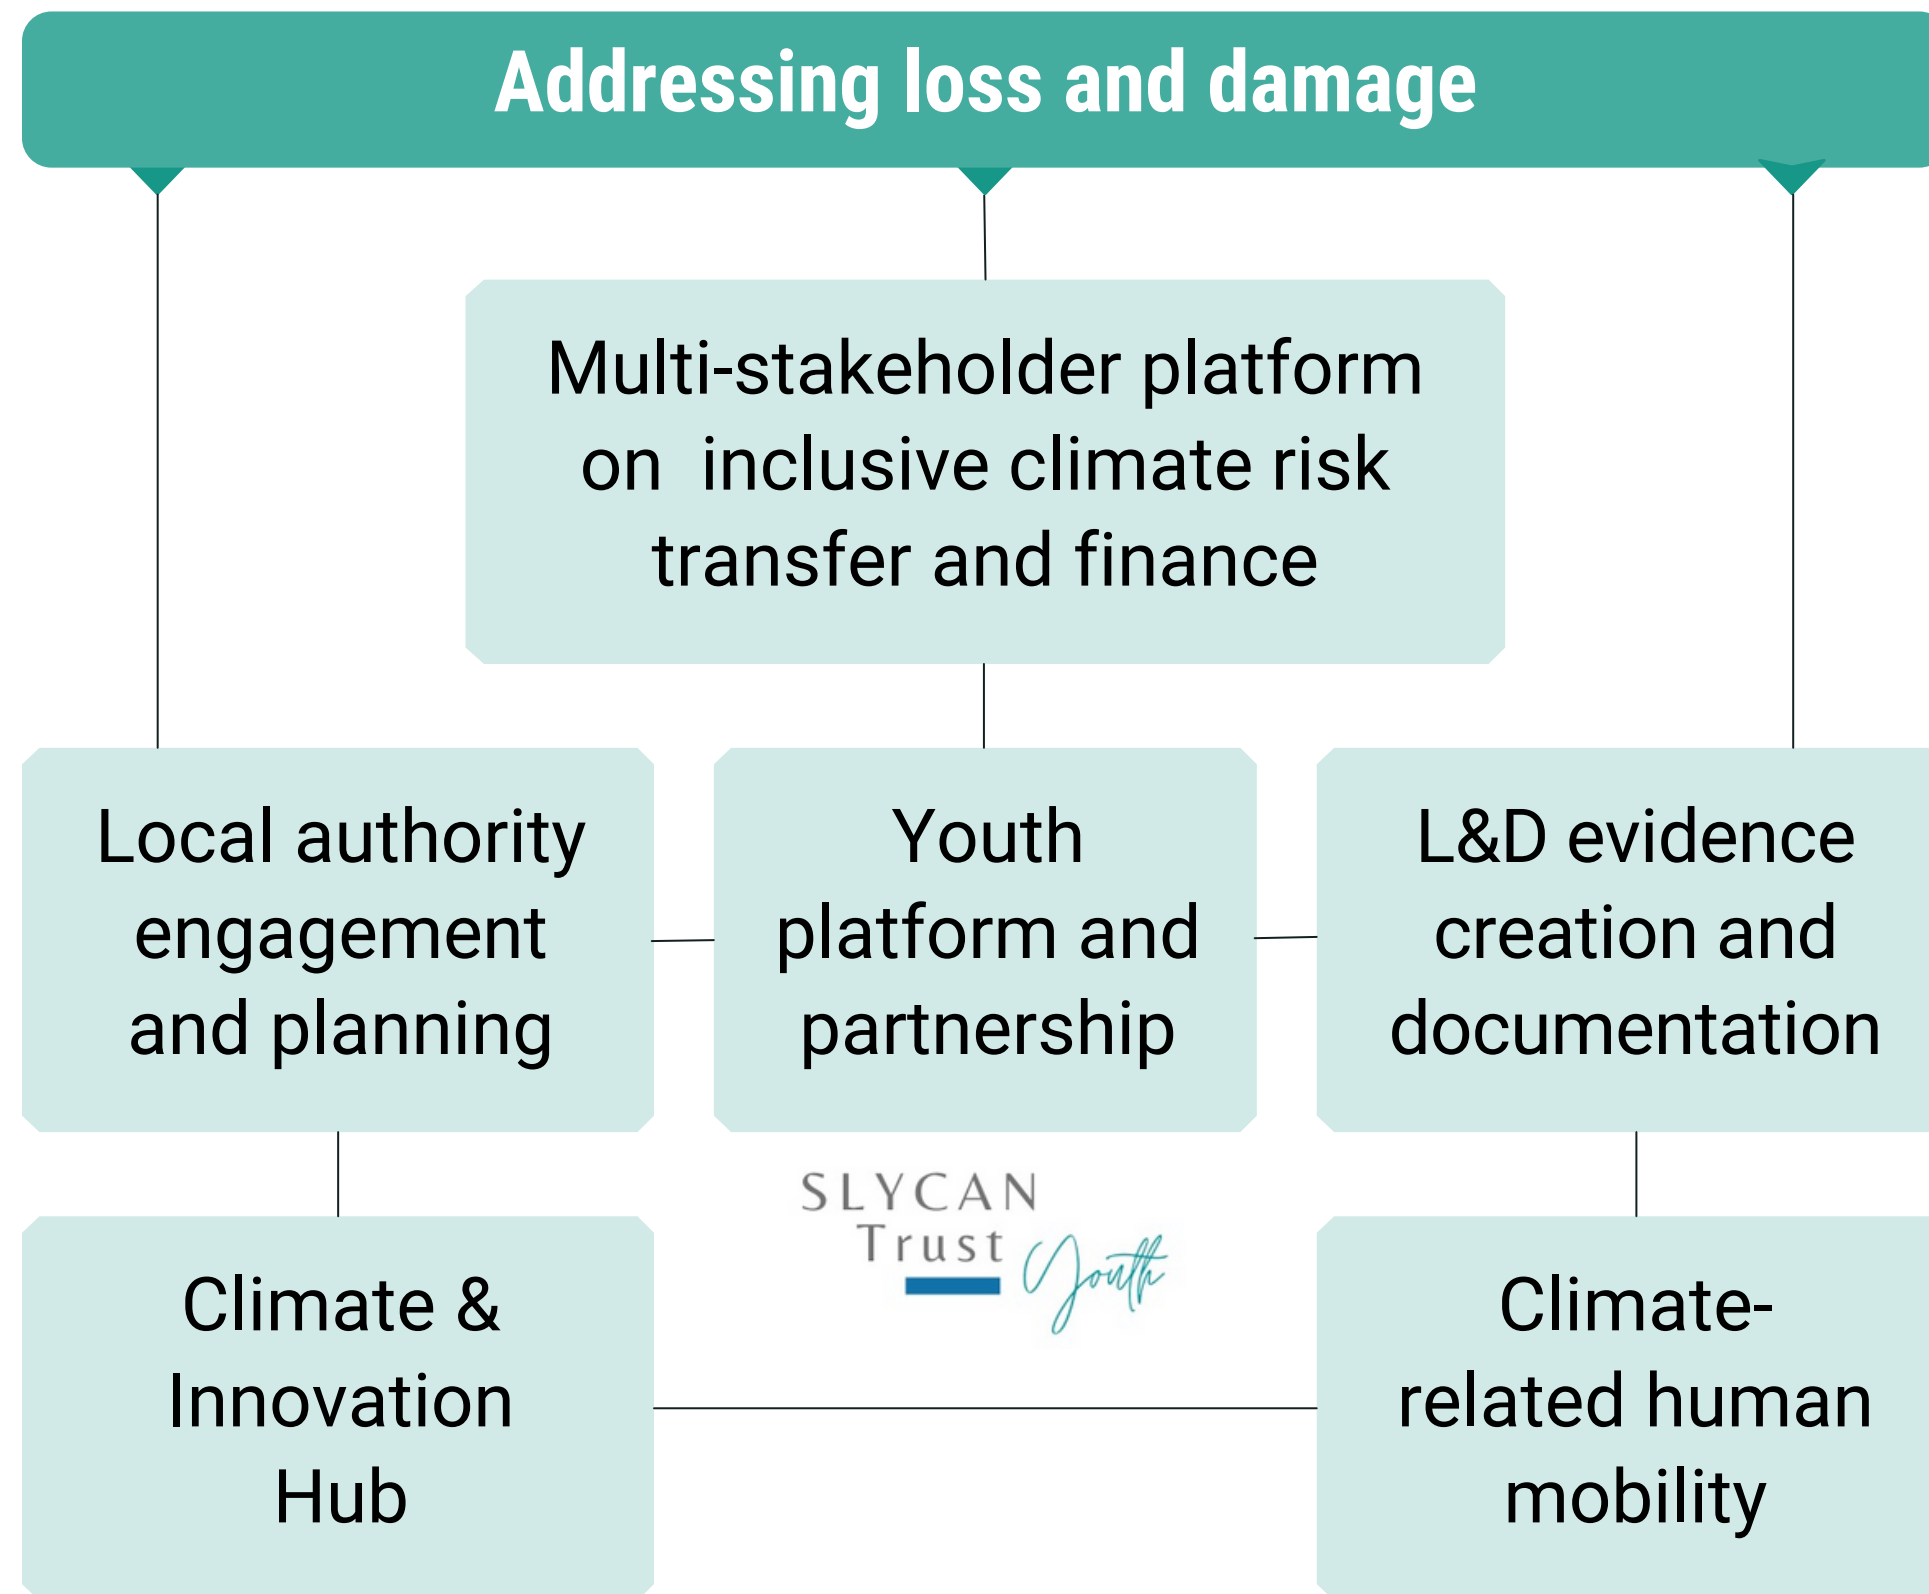 Addressing loss and damage
Multi-stakeholder platform
on inclusive climate risk
transfer and finance
Local authority
engagement
and planning
Youth
platform and
partnership
L&D evidence
creation and
documentation
SLYCAN
Trust
Youth
Climate &
Innovation
Hub
Climate-
related human
mobility